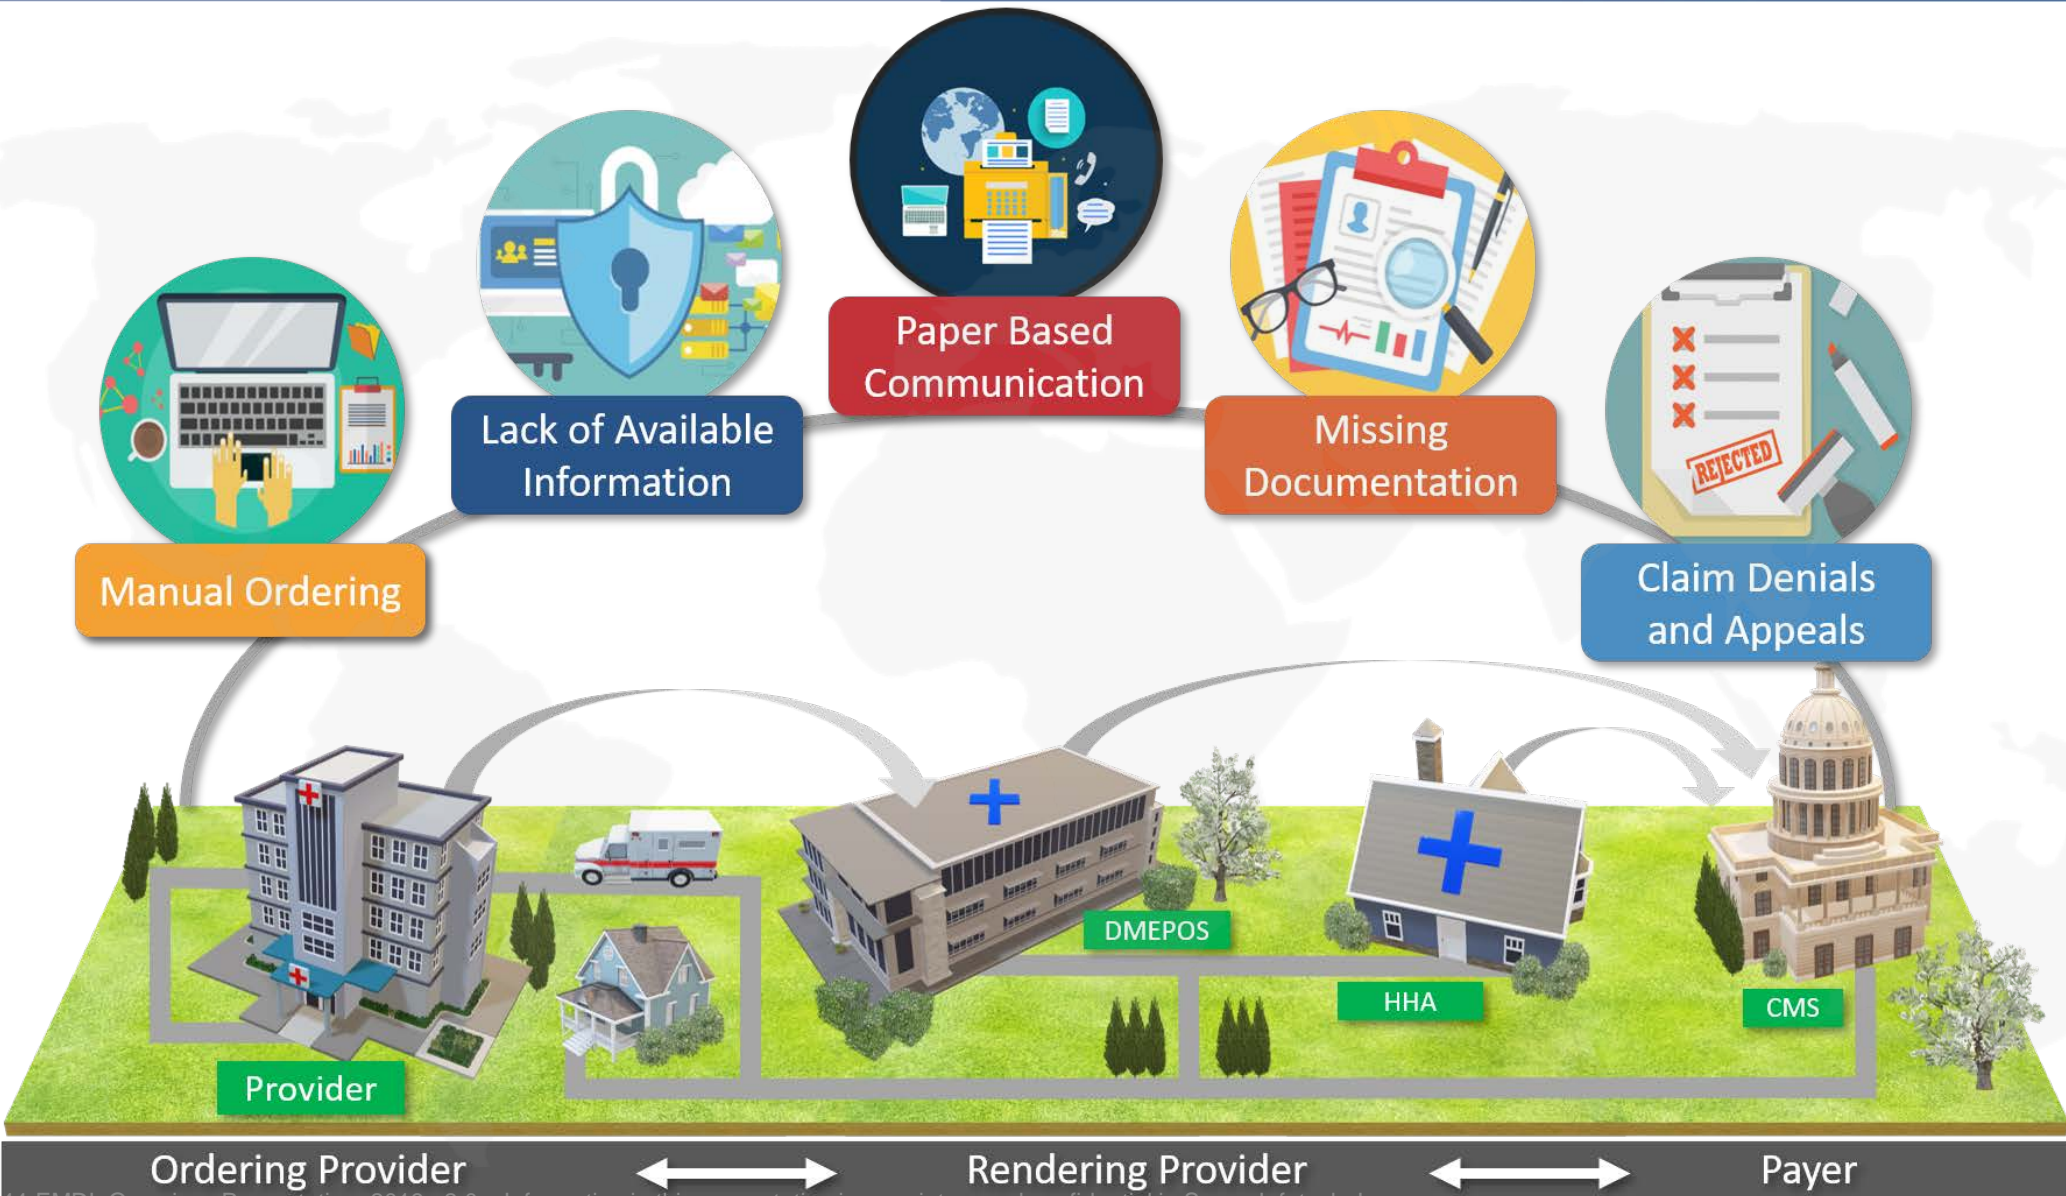 Paper Based
Communication
Lack of Available
Information
Missing
Documentation
REJECTED
Manual Ordering
Claim Denials
and Appeals
DMEPOS
HHA
CMS
Provider
Ordering Provider
Rendering Provider
Payer